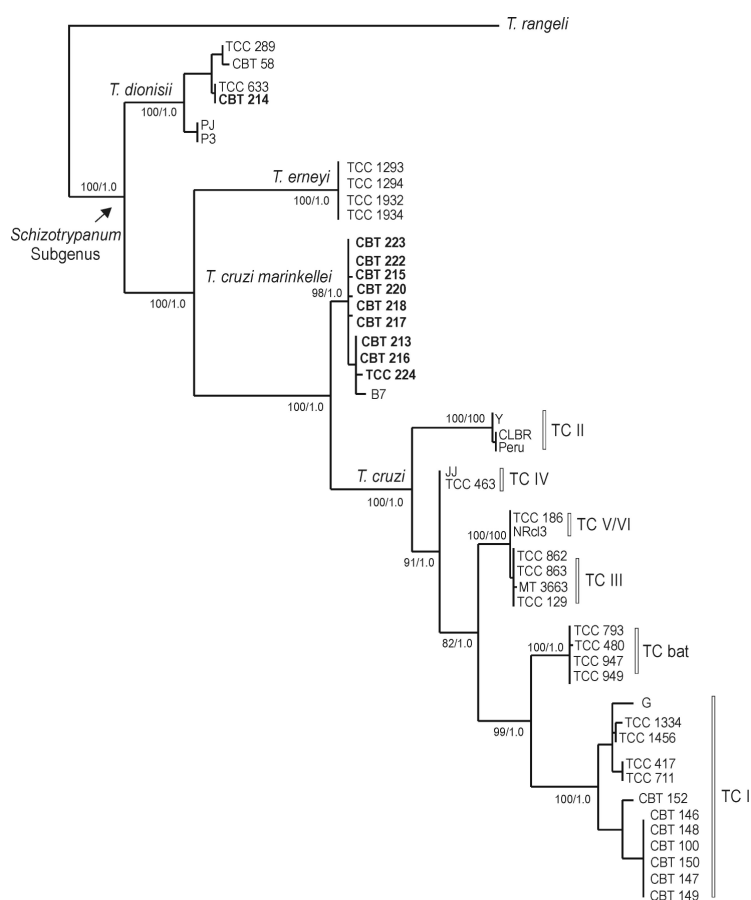 T. rangeli
TCC 289
CBT 58
T. dionisii
TCC 633
CBT 214
100/1.0
PJ
P3
100/1.0
Schizotrypanum
Subgenus
T. erneyi
100/1.0
TCC 1293
TCC 1294
TCC 1932
TCC 1934
100/1.0
T. cruzi marinkellei
98/1.0
CBT 223
CBT 222
CBT 215
CBT 220
CBT 218
CBT 217
CBT 213
CBT 216
TCC 224
B7
100/1.0
100/100
Y
CLBR
Peru
TC II
T. cruzi
100/1.0
JJ
TCC 463
TC IV
91/1.0
100/100
TCC 186
NRcl3
TC V/VI
TCC 862
TCC 863
MT 3663
TCC 129
TC III
82/1.0
100/1.0
TCC 793
TCC 480
TCC 947
TCC 949
TC bat
99/1.0
G
TCC 1334
TCC 1456
TCC 417
TCC 711
100/1.0
CBT 152
CBT 146
CBT 148
CBT 100
CBT 150
CBT 147
CBT 149
TC I